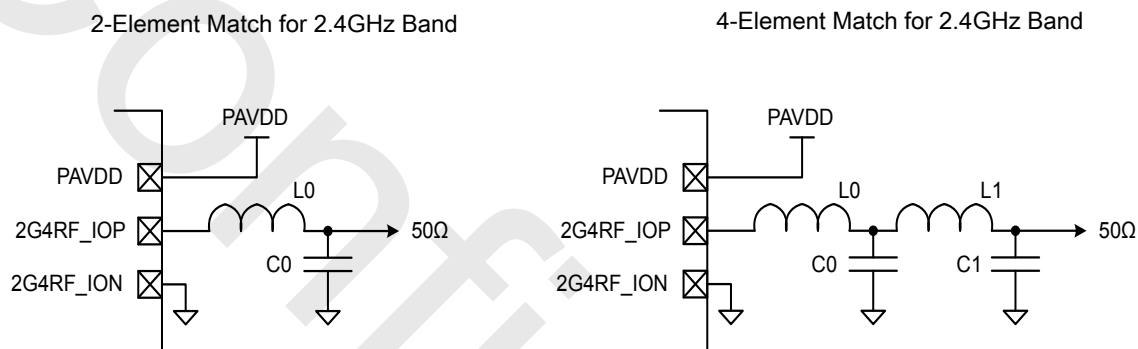 2-Element Match for 2.4GHz Band
PAVDD
PAVDD
L0
2G4RF_IOP
50Ω
C0
2G4RF_ION
4-Element Match for 2.4GHz Band
PAVDD
PAVDD
L0
L1
2G4RF_IOP
50Ω
C0
C1
2G4RF_ION